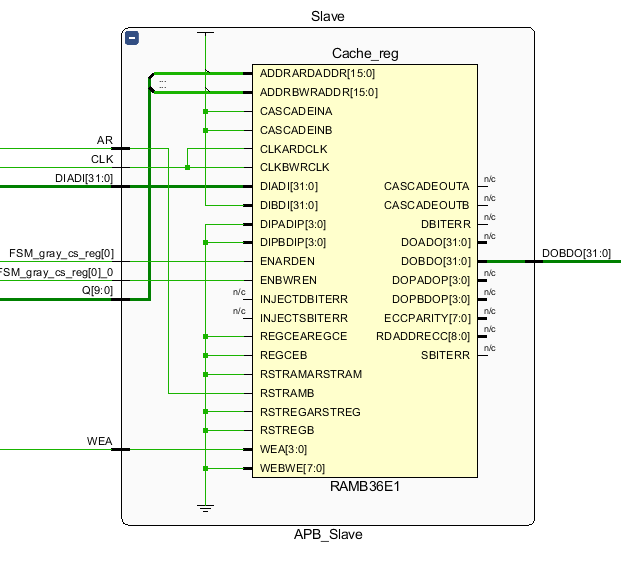 Slave
Cache_reg
ADDRARDADDR[15:0]
ADDRBWRADDR[15:0]
CASCADEINA
CASCADEINB
AR
CLKARDCLK
CLK
CLKBWRCLK
DIADI[31:0]
DIADI[31:0]
CASCADEOUTA
n/c
DIBDI[31:0]
CASCADEOUTB
n/c
DIPADIP[3:0]
DBITERR
n/c
DIPBDIP[3:0]
DOADO[31:0]
n/c
FSM_gray_cs_reg[0]
ENARDEN
DOBDO[31:0]
DOBDO[31:0]
FSM_gray_cs_reg[0]_0
ENBWREN
DOPADOP[3:0]
n/c
Q[9:0]
n/c
INJECTDBITERR
DOPBDOP[3:0]
n/c
n/c
INJECTSBITERR
ECCPARITY[7:0]
n/c
REGCEAREGCE
RDADDRECC[8:0]
n/c
REGCEB
SBITERR
n/c
RSTRAMARSTRAM
RSTRAMB
RSTREGARSTREG
RSTREGB
WEA
WEA[3:0]
WEBWE[7:0]
RAMB36E1
APB_Slave